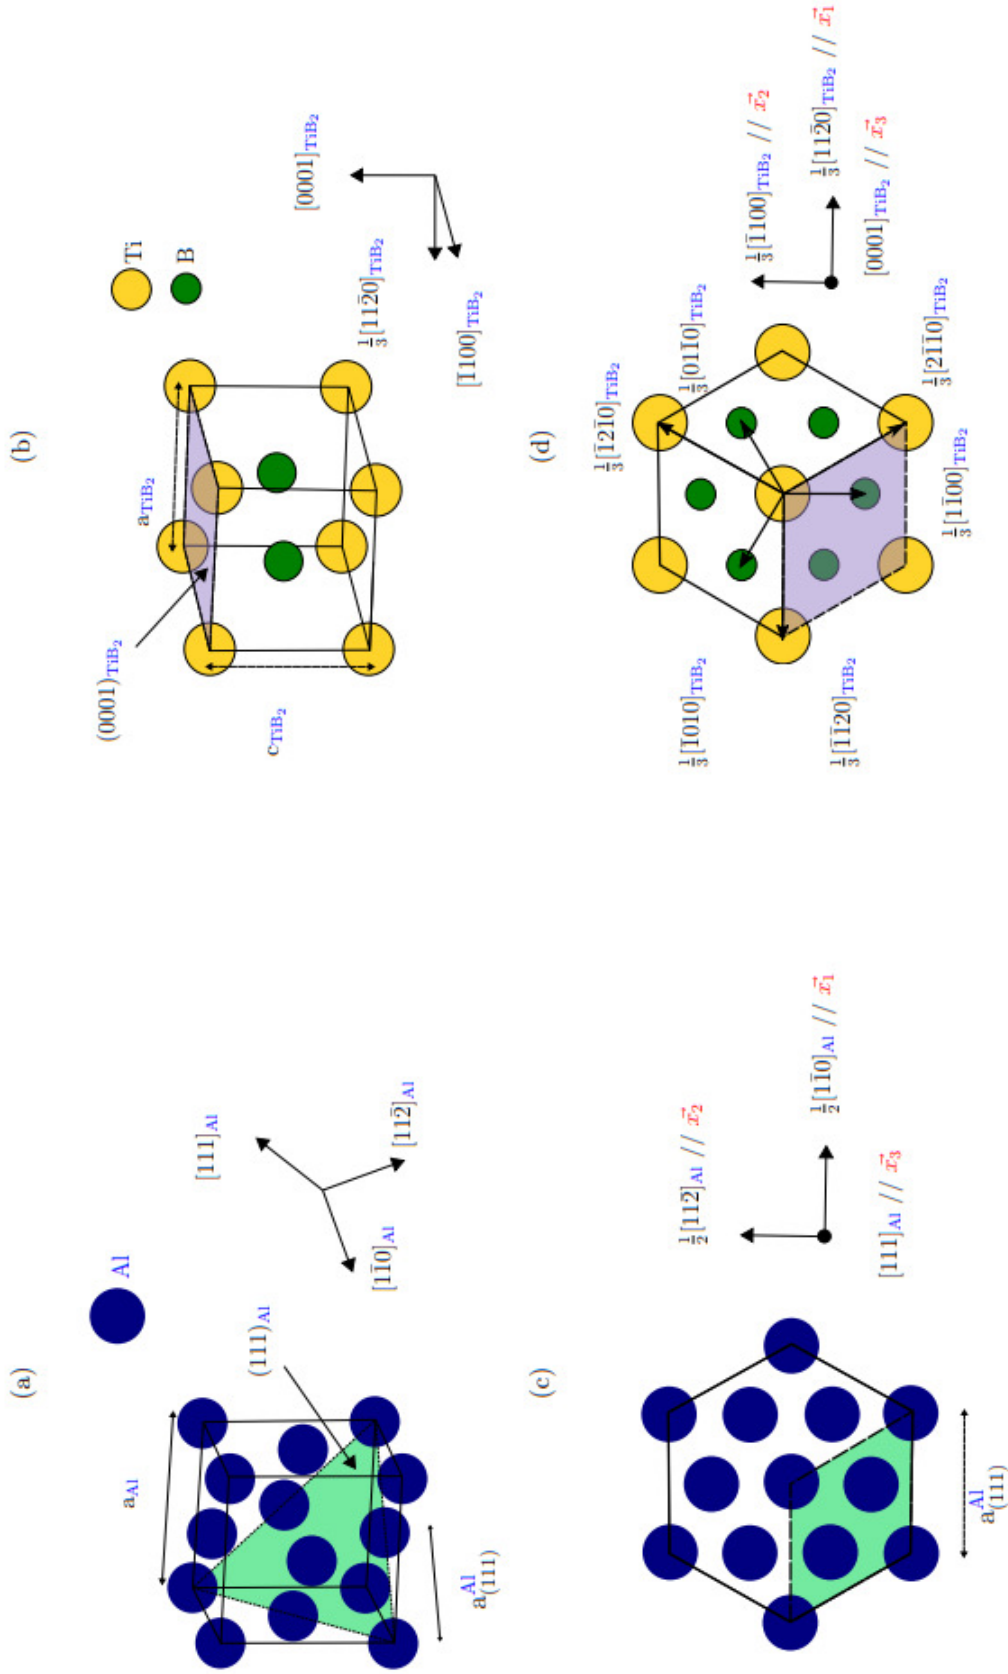 (a)
Al
a_Al
(111)_Al
a^Al_(111)
[111]_Al
[11̄0]_Al
[112̄]_Al
(b)
Ti
B
(0001)_TiB₂
a_TiB₂
c_TiB₂
[0001]_TiB₂
⅓[112̄0]_TiB₂
[1̄100]_TiB₂
(c)
a^Al_(111)
½[112̄]_Al // x⃗₂
½[11̄0]_Al // x⃗₁
[111]_Al // x⃗₃
(d)
⅓[1̄21̄0]_TiB₂
⅓[011̄0]_TiB₂
⅓[1̄010]_TiB₂
⅓[1̄1̄20]_TiB₂
⅓[11̄00]_TiB₂
⅓[21̄1̄0]_TiB₂
⅓[1̄100]_TiB₂ // x⃗₂
⅓[112̄0]_TiB₂ // x⃗₁
[0001]_TiB₂ // x⃗₃